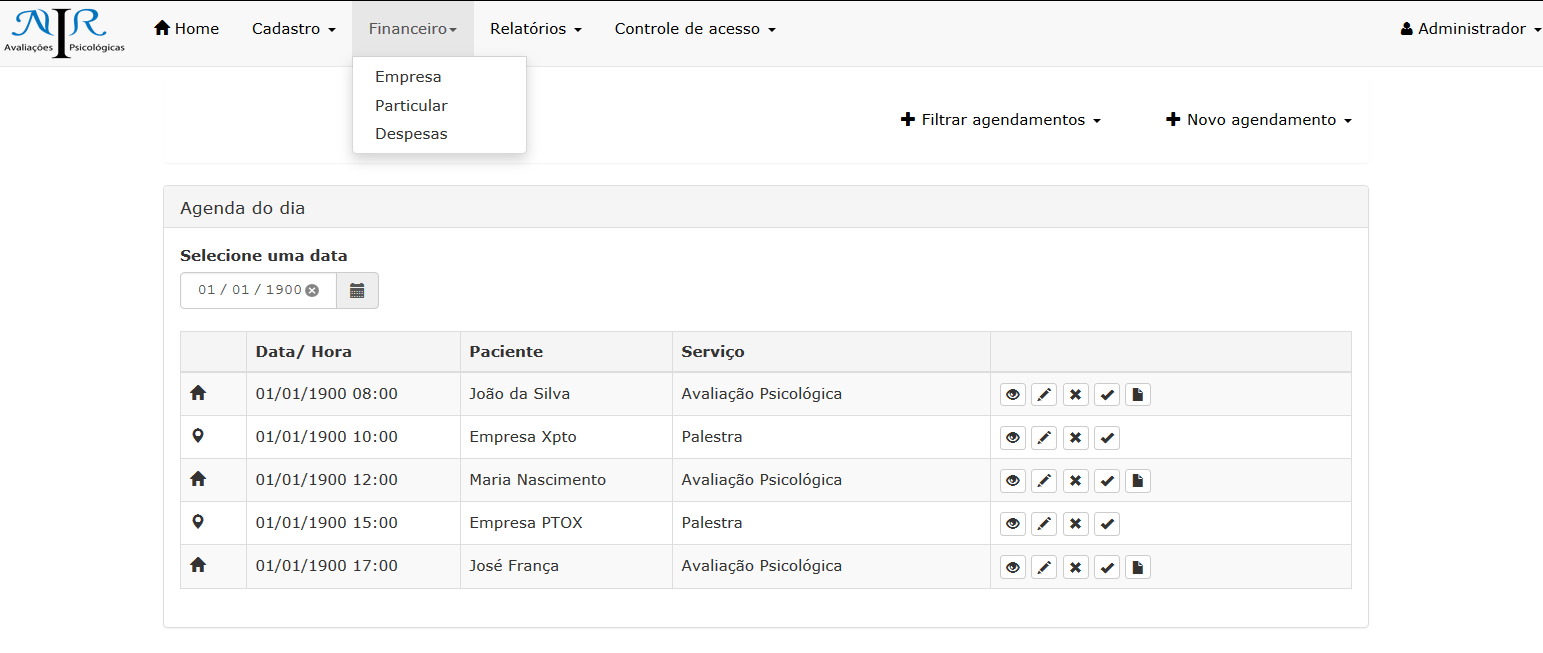 NIR
Avaliações Psicológicas
Home Cadastro Financeiro Relatórios Controle de acesso Administrador
Empresa
Particular
Despesas
Filtrar agendamentos Novo agendamento
Agenda do dia
Selecione uma data
01 / 01 / 1900
Data/ Hora Paciente Serviço
01/01/1900 08:00 João da Silva Avaliação Psicológica
01/01/1900 10:00 Empresa Xpto Palestra
01/01/1900 12:00 Maria Nascimento Avaliação Psicológica
01/01/1900 15:00 Empresa PTOX Palestra
01/01/1900 17:00 José França Avaliação Psicológica